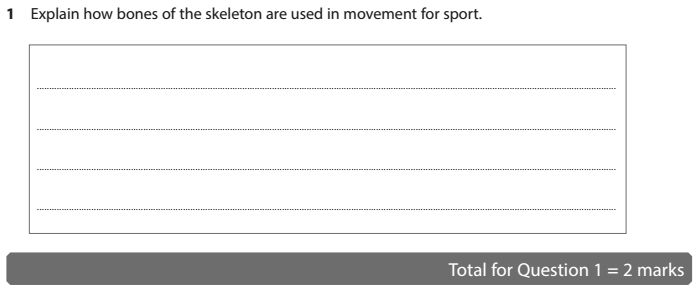 1 Explain how bones of the skeleton are used in movement for sport.
Total for Question 1 = 2 marks